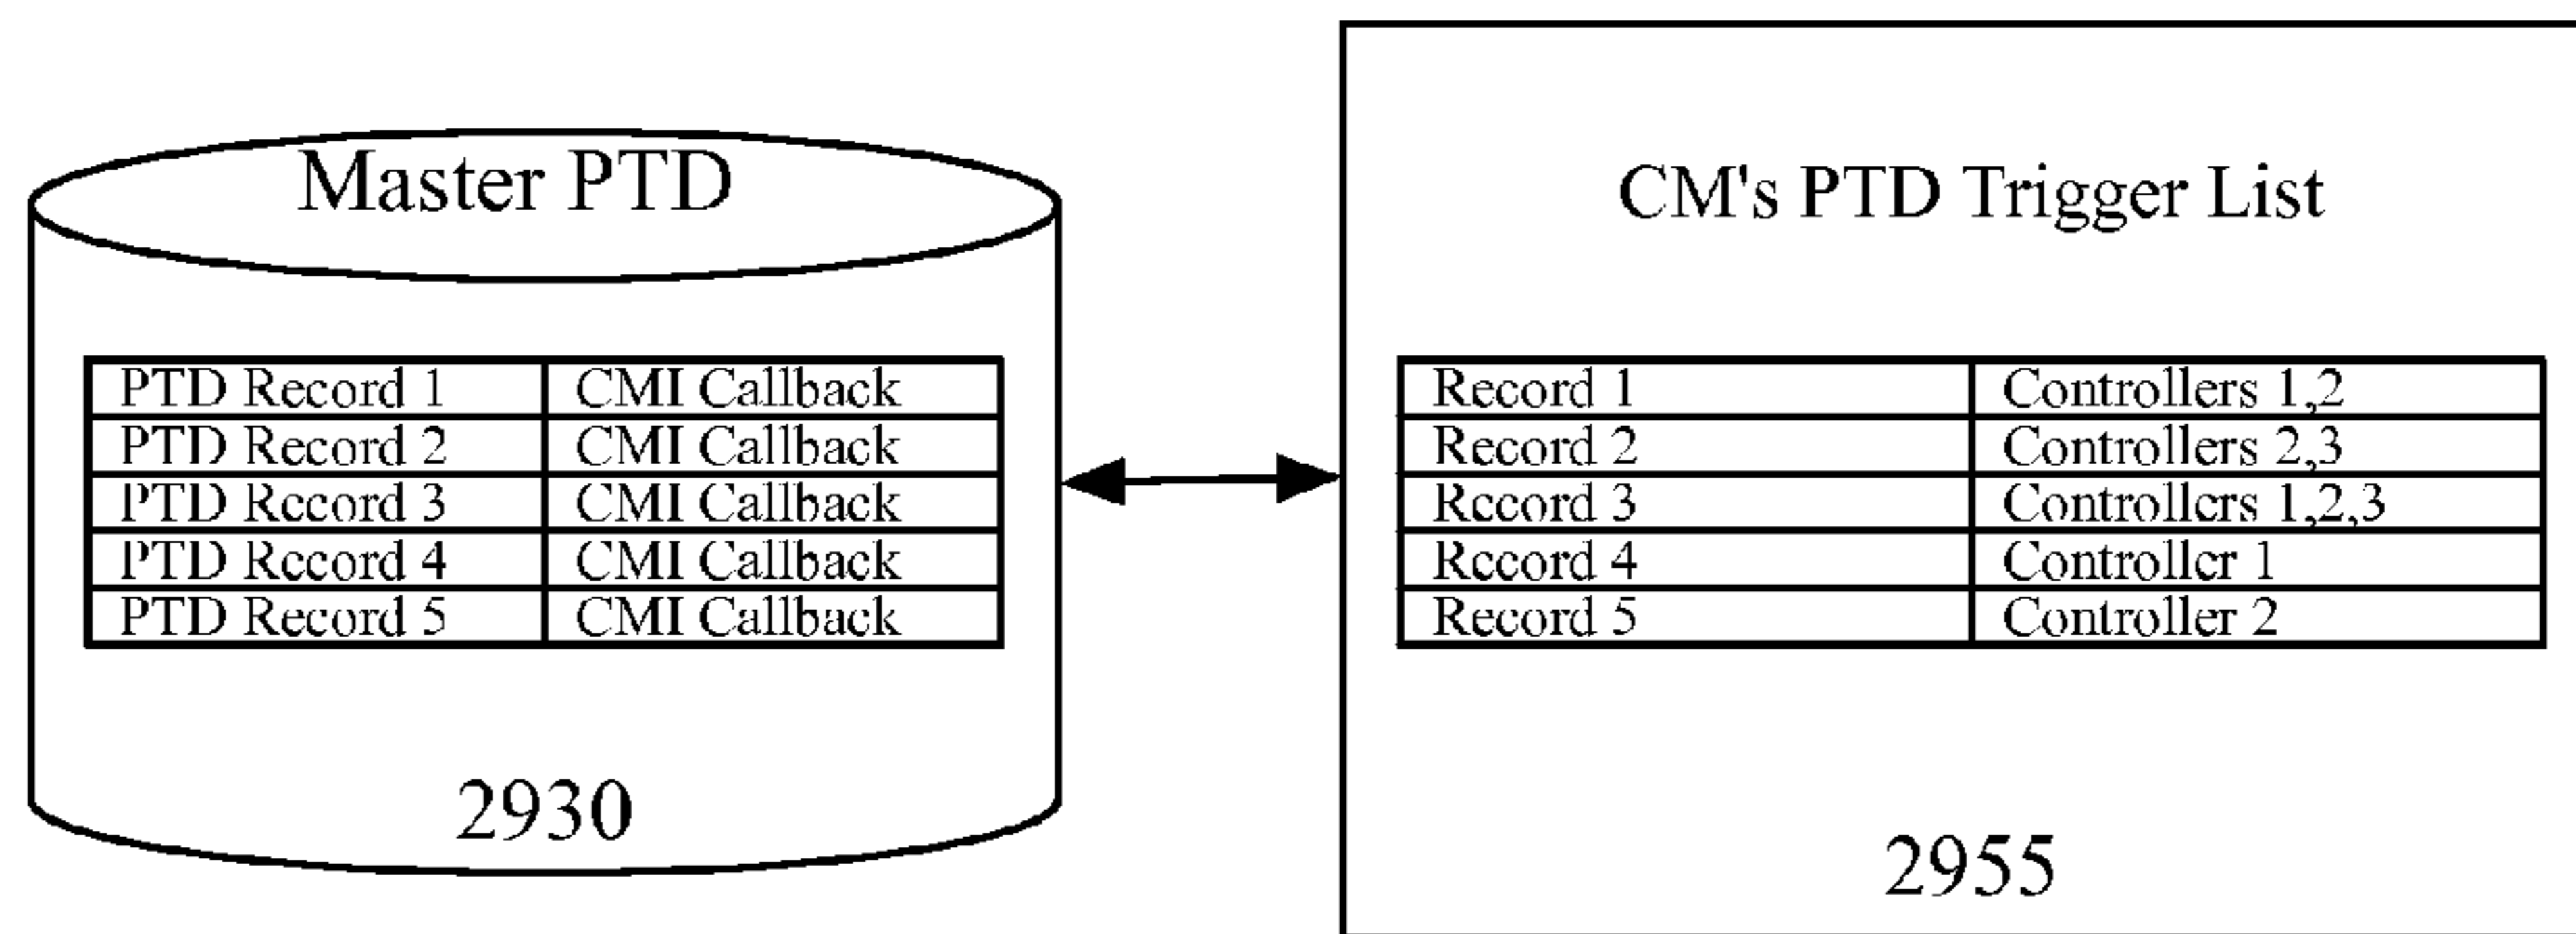 Master PTD
PTD Record 1 CMI Callback
PTD Record 2 CMI Callback
PTD Record 3 CMI Callback
PTD Record 4 CMI Callback
PTD Record 5 CMI Callback
2930
CM's PTD Trigger List
Record 1 Controllers 1,2
Record 2 Controllers 2,3
Record 3 Controllers 1,2,3
Record 4 Controller 1
Record 5 Controller 2
2955